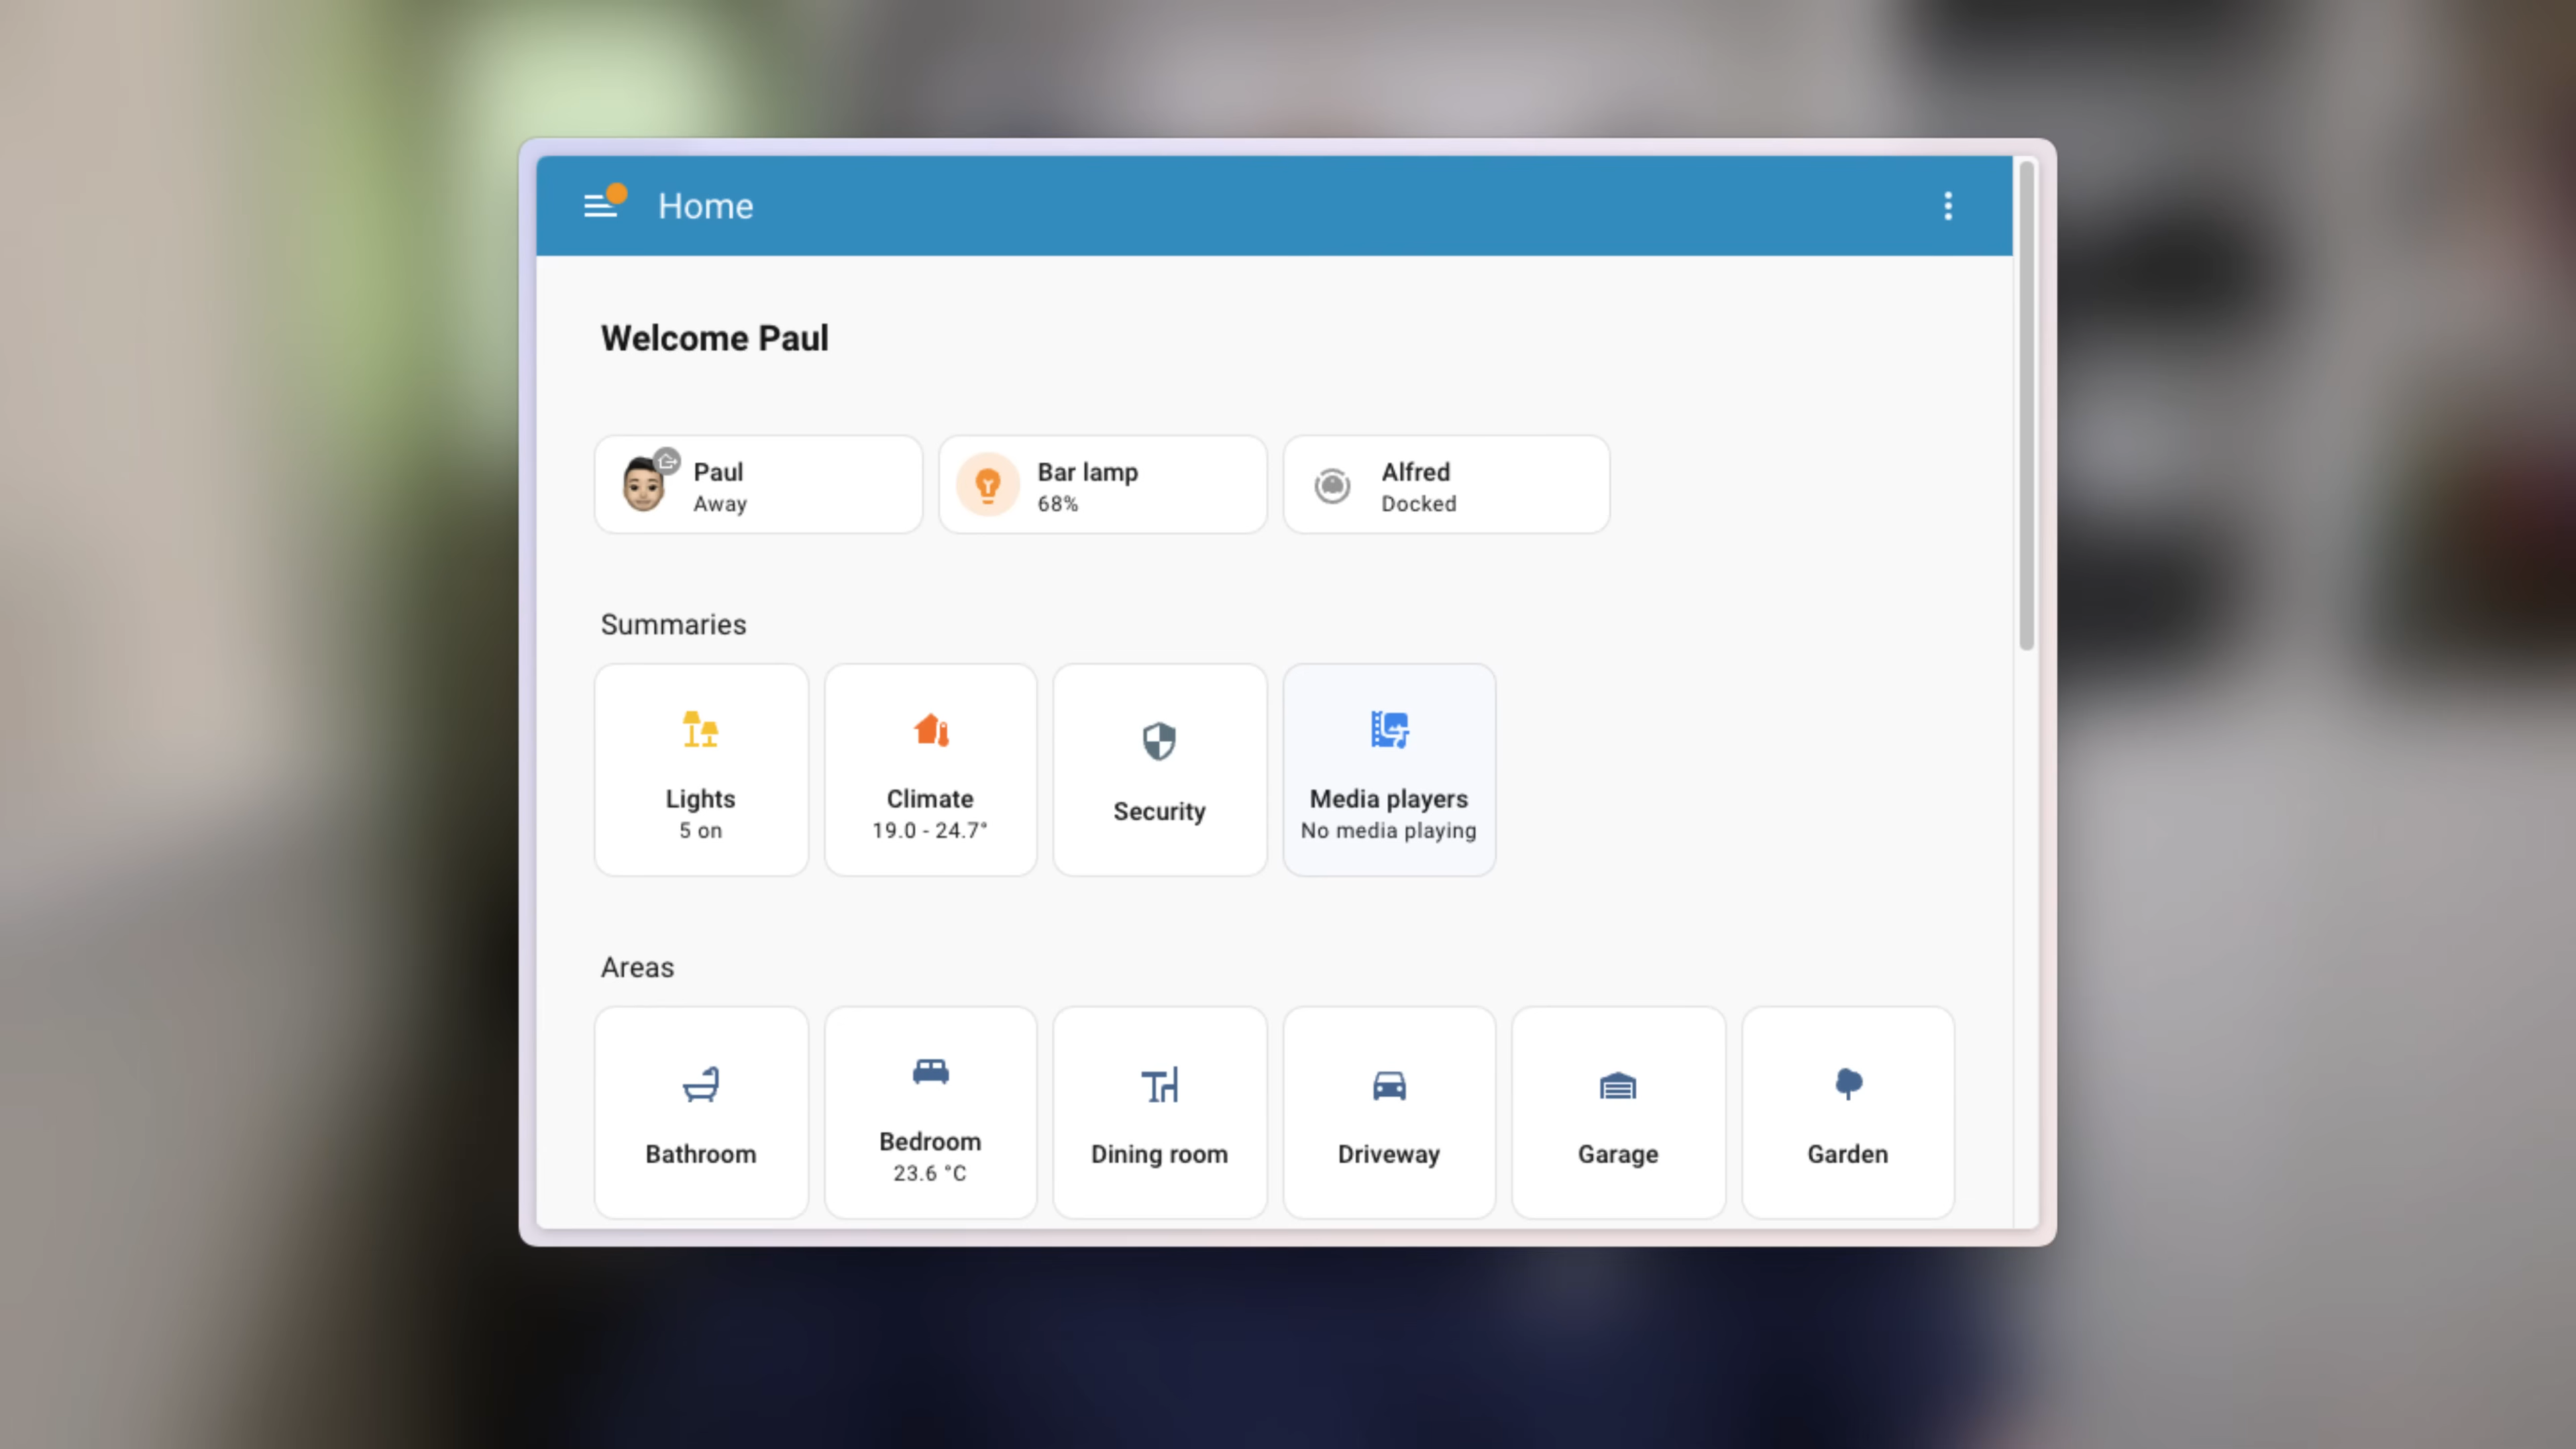 Home
Welcome Paul
Paul
Away
Bar lamp
68%
Alfred
Docked
Summaries
Lights
5 on
Climate
19.0 - 24.7°
Security
Media players
No media playing
Areas
Bathroom
Bedroom
23.6 °C
Dining room
Driveway
Garage
Garden